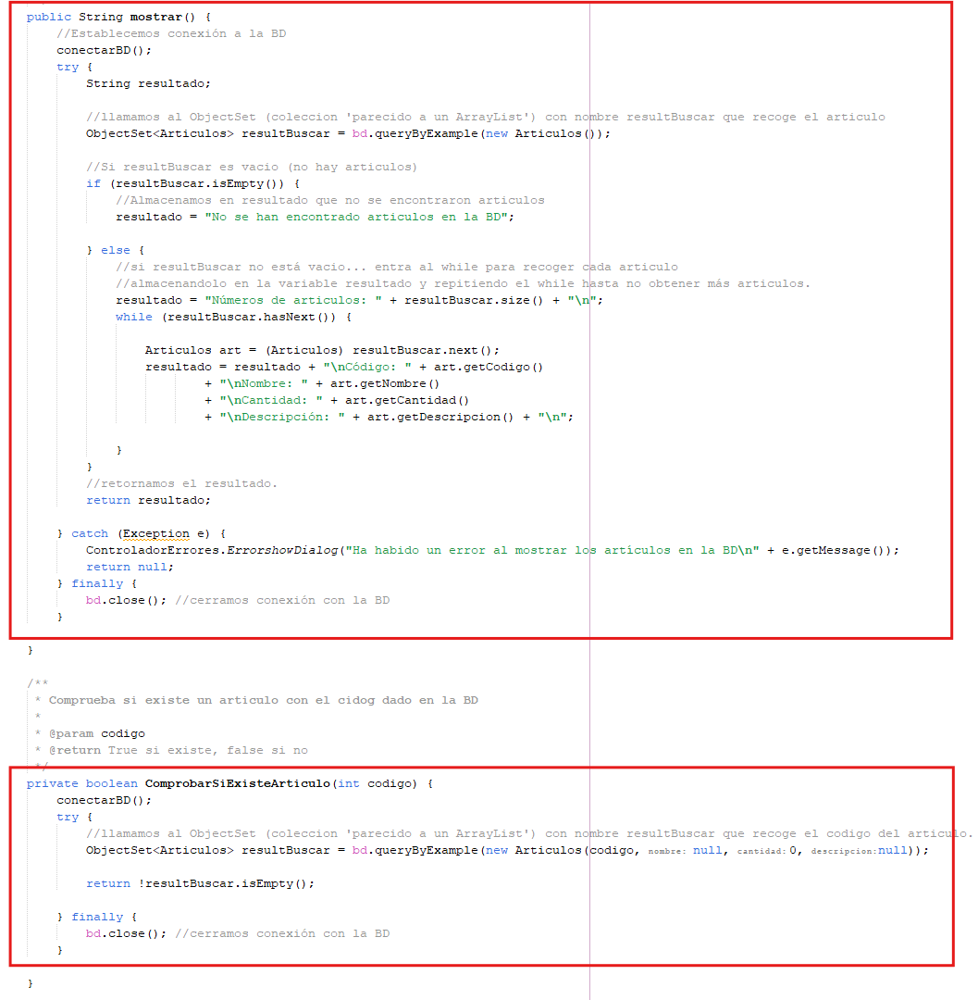 public String mostrar() {
//Establecemos conexión a la BD
conectarBD();
try {
String resultado;
//llamamos al ObjectSet (coleccion 'parecido a un ArrayList') con nombre resultBuscar que recoge el articulo
ObjectSet<Articulos> resultBuscar = bd.queryByExample(new Articulos());
//Si resultBuscar es vacio (no hay articulos)
if (resultBuscar.isEmpty()) {
//Almacenamos en resultado que no se encontraron articulos
resultado = "No se han encontrado articulos en la BD";
} else {
//si resultBuscar no está vacio... entra al while para recoger cada articulo
//almacenandolo en la variable resultado y repitiendo el while hasta no obtener más articulos.
resultado = "Números de articulos: " + resultBuscar.size() + "\n";
while (resultBuscar.hasNext()) {
Articulos art = (Articulos) resultBuscar.next();
resultado = resultado + "\nCódigo: " + art.getCodigo()
+ "\nNombre: " + art.getNombre()
+ "\nCantidad: " + art.getCantidad()
+ "\nDescripción: " + art.getDescripcion() + "\n";
}
}
//retornamos el resultado.
return resultado;
} catch (Exception e) {
ControladorErrores.ErrorshowDialog("Ha habido un error al mostrar los artículos en la BD\n" + e.getMessage());
return null;
} finally {
bd.close(); //cerramos conexión con la BD
}
}
/**
* Comprueba si existe un articulo con el cidog dado en la BD
*
* @param codigo
* @return True si existe, false si no
*/
private boolean ComprobarSiExisteArticulo(int codigo) {
conectarBD();
try {
//llamamos al ObjectSet (coleccion 'parecido a un ArrayList') con nombre resultBuscar que recoge el codigo del articulo.
ObjectSet<Articulos> resultBuscar = bd.queryByExample(new Articulos(codigo, nombre: null, cantidad: 0, descripcion: null));
return !resultBuscar.isEmpty();
} finally {
bd.close(); //cerramos conexión con la BD
}
}